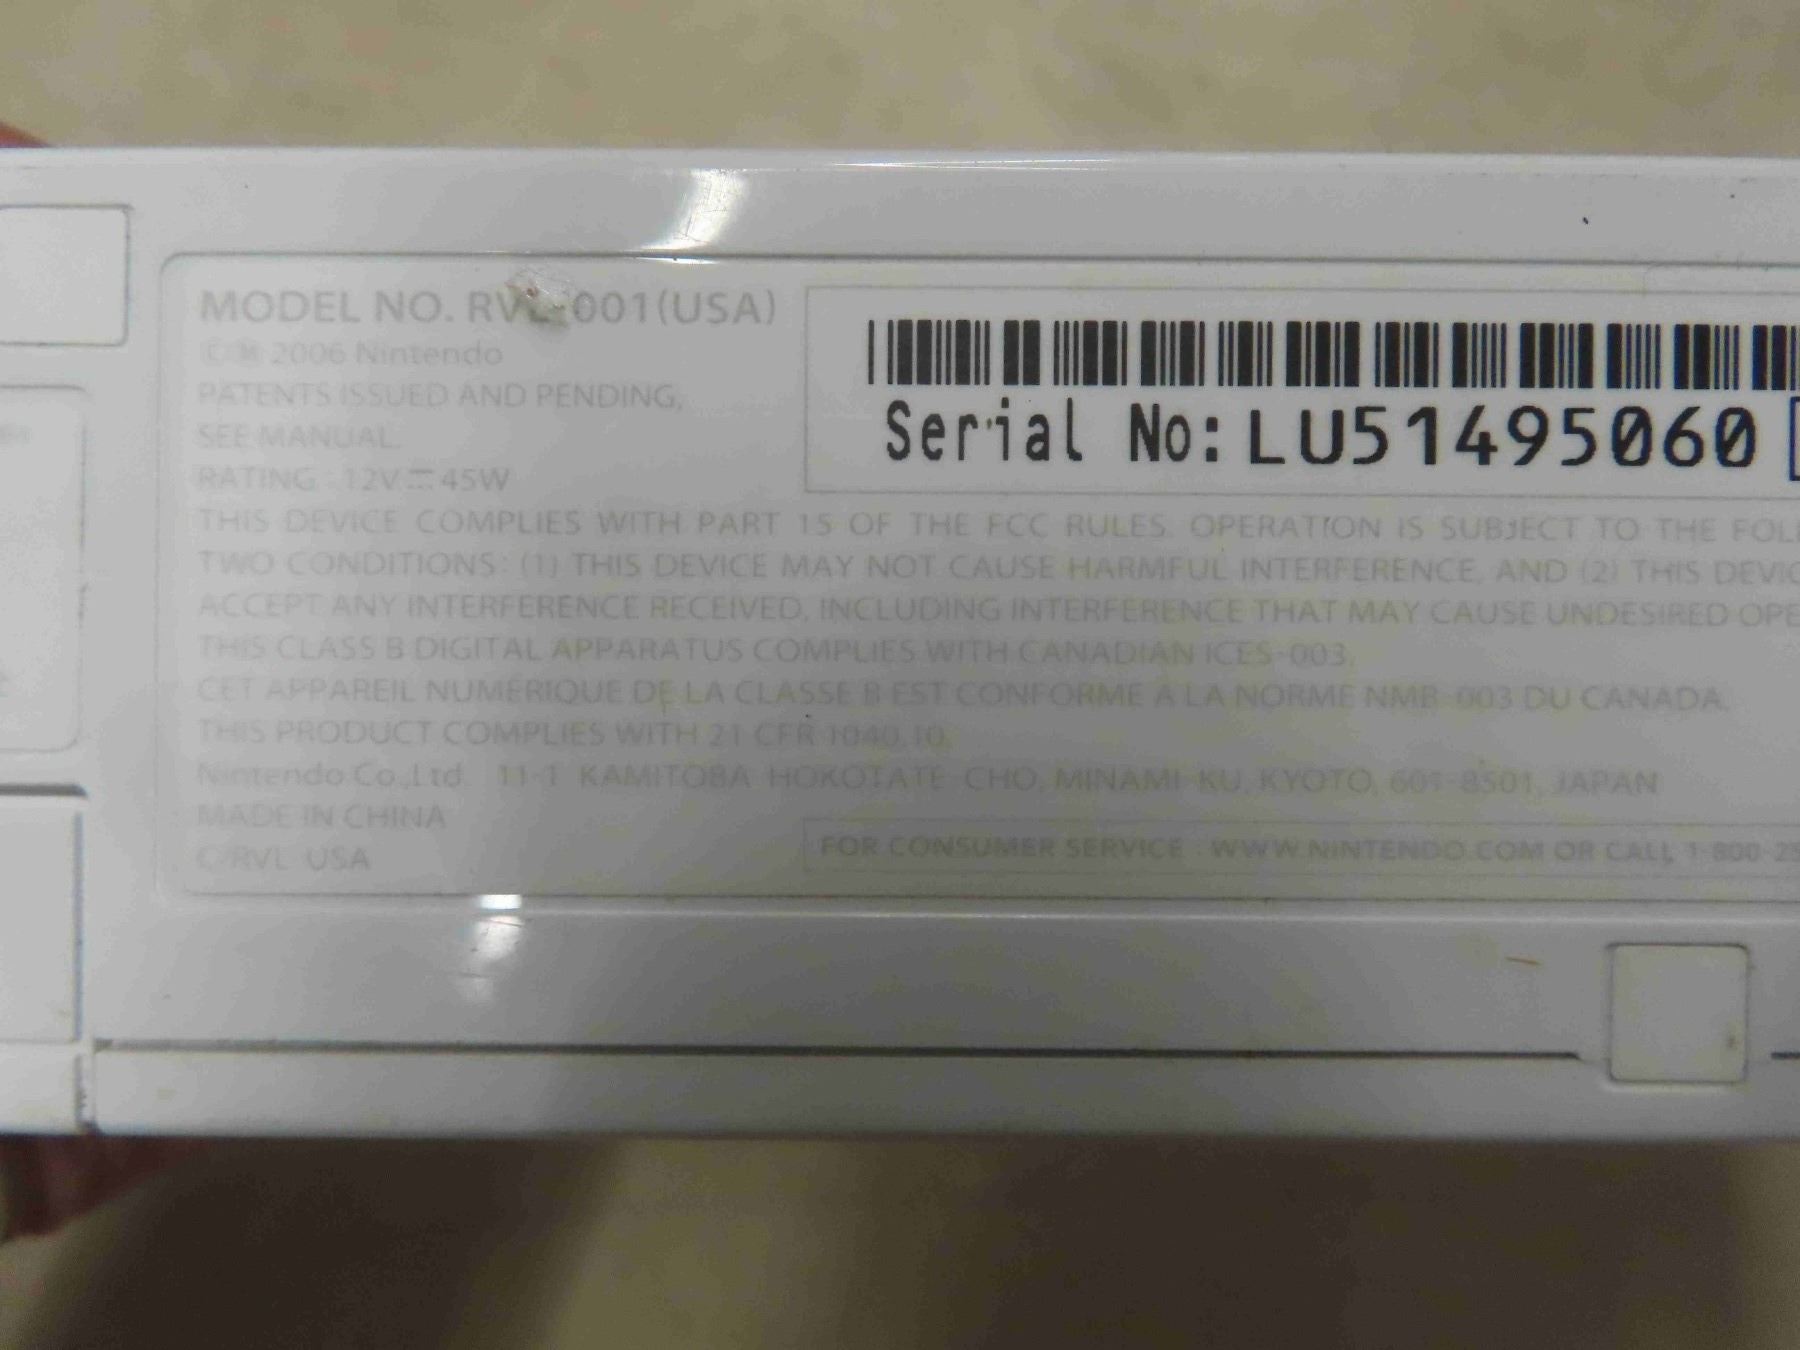 MODEL NO. RVL-001(USA)
2006 Nintendo
PATENTS ISSUED AND PENDING,
SEE MANUAL.
RATING : 12V⎓45W
Serial No: LU51495060
THIS DEVICE COMPLIES WITH PART 15 OF THE FCC RULES. OPERATION IS SUBJECT TO THE FOL
TWO CONDITIONS: (1) THIS DEVICE MAY NOT CAUSE HARMFUL INTERFERENCE, AND (2) THIS DEVIC
ACCEPT ANY INTERFERENCE RECEIVED, INCLUDING INTERFERENCE THAT MAY CAUSE UNDESIRED OPE
THIS CLASS B DIGITAL APPARATUS COMPLIES WITH CANADIAN ICES-003.
CET APPAREIL NUMÉRIQUE DE LA CLASSE B EST CONFORME À LA NORME NMB-003 DU CANADA.
THIS PRODUCT COMPLIES WITH 21 CFR 1040.10.
Nintendo Co.,Ltd. 11-1 KAMITOBA HOKOTATE-CHO, MINAMI-KU, KYOTO, 601-8501, JAPAN
MADE IN CHINA
C/RVL-USA
FOR CONSUMER SERVICE : WWW.NINTENDO.COM OR CALL 1-800-25